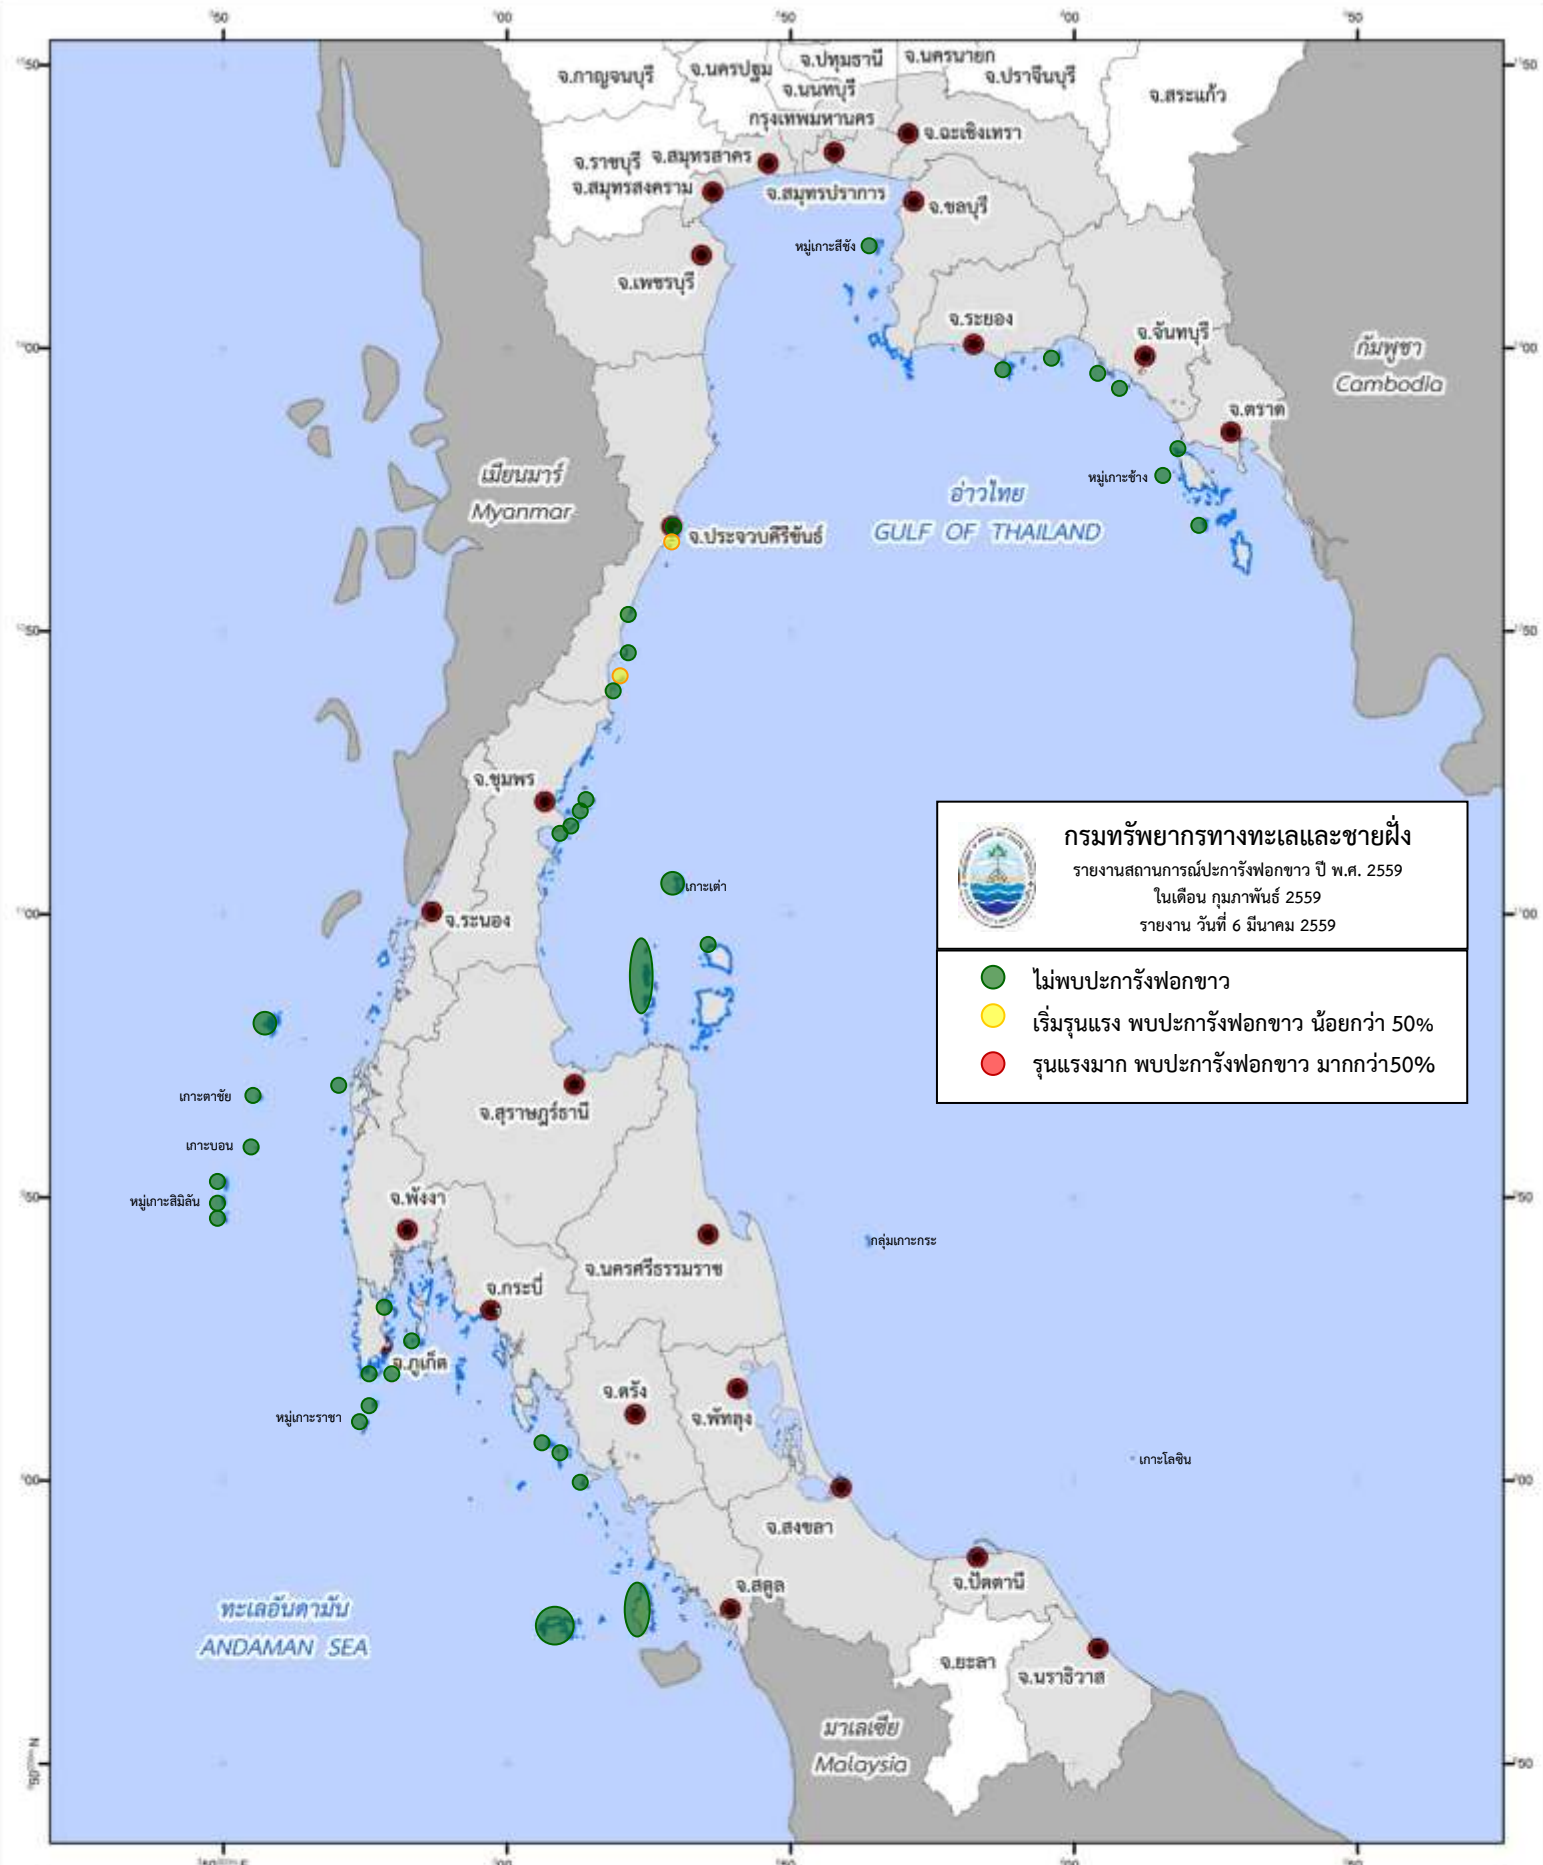 จ.กาญจนบุรี
จ.นครปฐม
จ.ปทุมธานี
จ.นครนายก
จ.นนทบุรี
จ.ปราจีนบุรี
จ.สระแก้ว
กรุงเทพมหานคร
จ.ฉะเชิงเทรา
จ.ราชบุรี
จ.สมุทรสาคร
จ.สมุทรสงคราม
จ.สมุทรปราการ
จ.ชลบุรี
หมู่เกาะสีชัง
จ.เพชรบุรี
จ.ระยอง
จ.จันทบุรี
กัมพูชา
Cambodia
จ.ตราด
เมียนมาร์
Myanmar
หมู่เกาะช้าง
อ่าวไทย
GULF OF THAILAND
จ.ประจวบคีรีขันธ์
จ.ชุมพร
กรมทรัพยากรทางทะเลและชายฝั่ง
รายงานสถานการณ์ปะการังฟอกขาว ปี พ.ศ. 2559
ในเดือน กุมภาพันธ์ 2559
รายงาน วันที่ 6 มีนาคม 2559
ไม่พบปะการังฟอกขาว
เริ่มรุนแรง พบปะการังฟอกขาว น้อยกว่า 50%
รุนแรงมาก พบปะการังฟอกขาว มากกว่า50%
เกาะเต่า
จ.ระนอง
เกาะตาชัย
จ.สุราษฎร์ธานี
เกาะบอน
หมู่เกาะสิมิลัน
จ.พังงา
กลุ่มเกาะกระ
จ.นครศรีธรรมราช
จ.กระบี่
จ.ภูเก็ต
จ.ตรัง
หมู่เกาะราชา
จ.พัทลุง
เกาะโลซิน
จ.สงขลา
จ.ปัตตานี
จ.สตูล
ทะเลอันดามัน
ANDAMAN SEA
จ.ยะลา
จ.นราธิวาส
มาเลเซีย
Malaysia